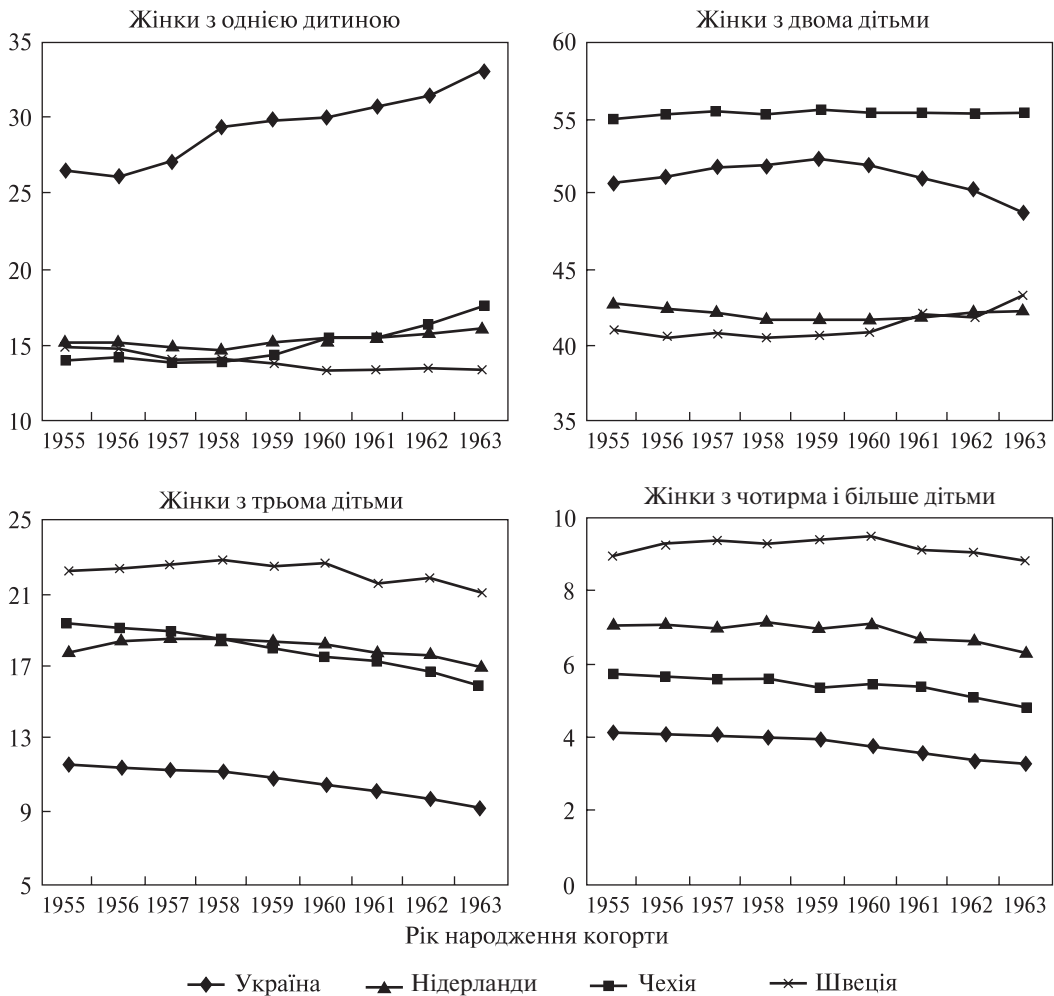 Жінки з однією дитиною
35
30
25
20
15
10
1955 1956 1957 1958 1959 1960 1961 1962 1963
Жінки з двома дітьми
60
55
50
45
40
35
1955 1956 1957 1958 1959 1960 1961 1962 1963
Жінки з трьома дітьми
25
21
17
13
9
5
1955 1956 1957 1958 1959 1960 1961 1962 1963
Жінки з чотирма і більше дітьми
10
8
6
4
2
0
1955 1956 1957 1958 1959 1960 1961 1962 1963
Рік народження когорти
Україна Нідерланди Чехія Швеція